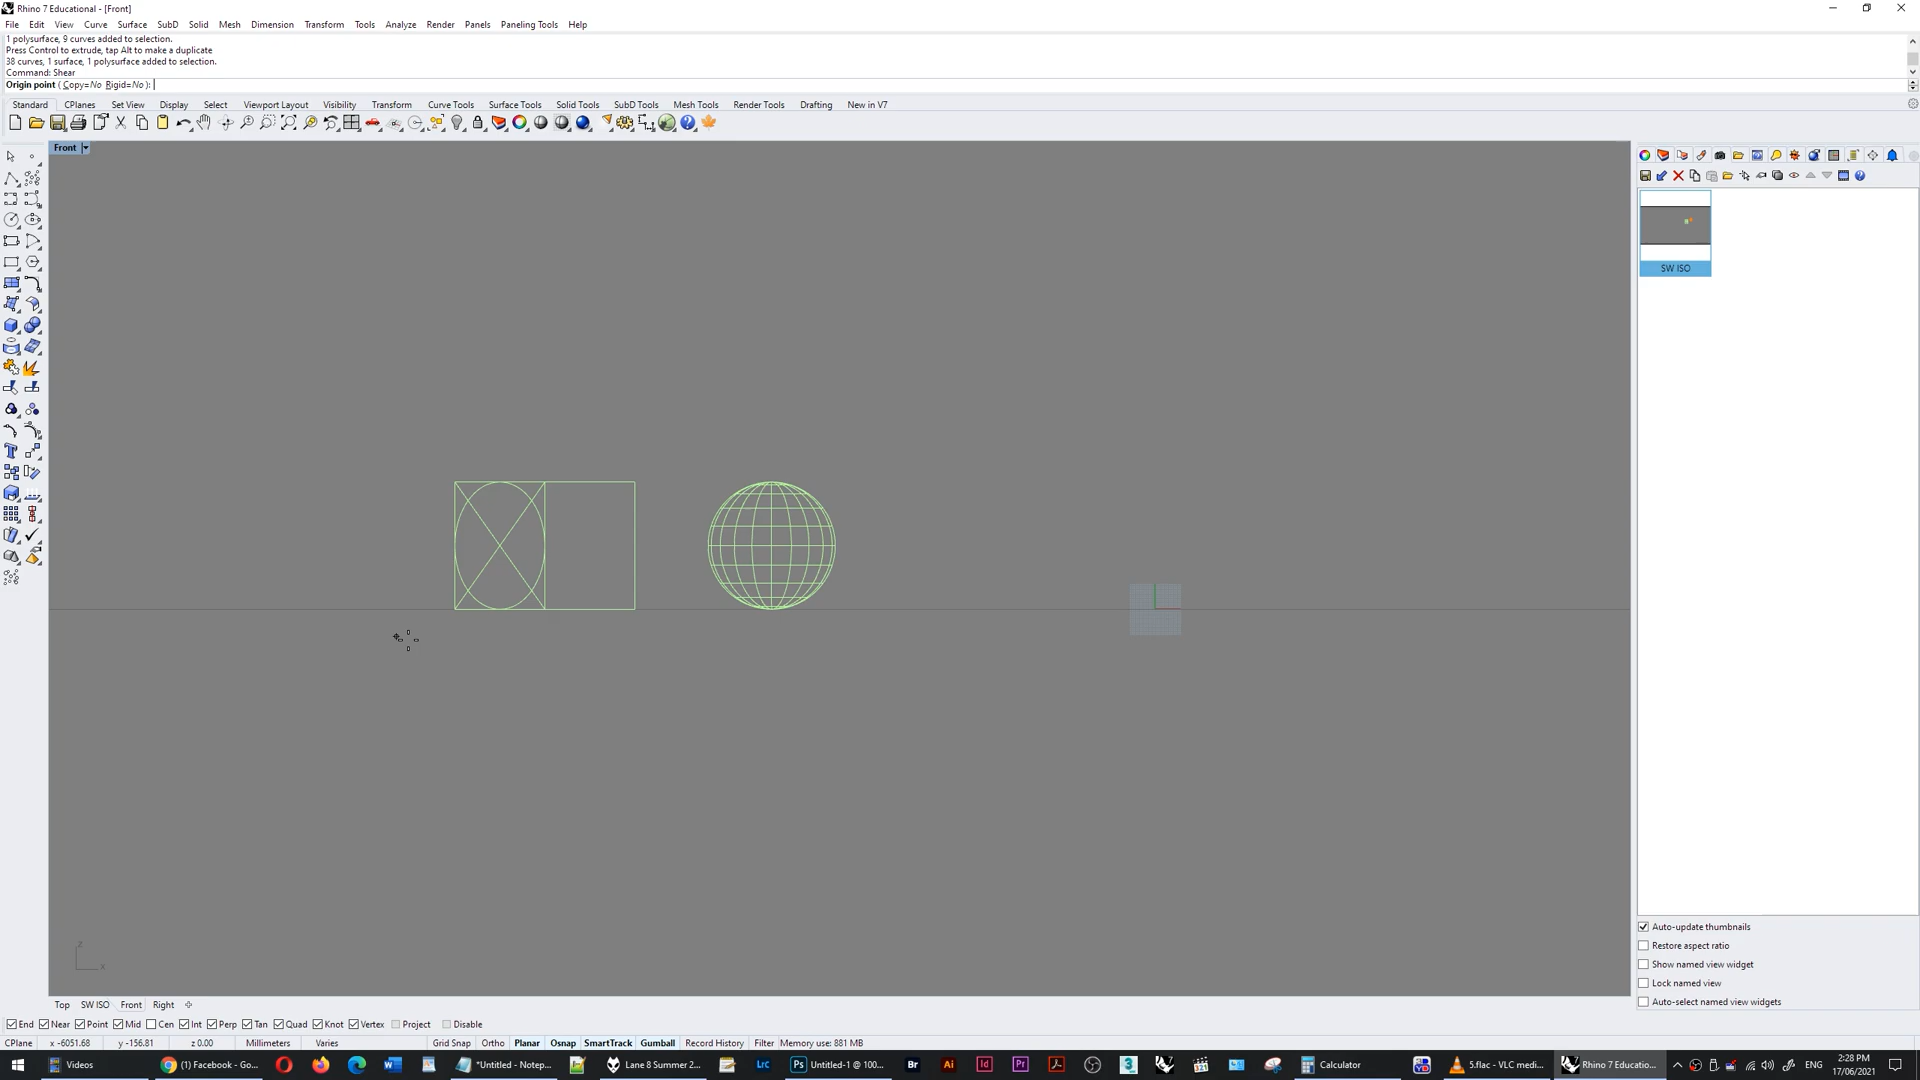 Rhino 7 Educational - [Front]
File Edit View Curve Surface SubD Solid Mesh Dimension Transform Tools Analyze Render Panels Paneling Tools Help
1 polysurface, 9 curves added to selection.
Press Control to extrude, tap Alt to make a duplicate
38 curves, 1 surface, 1 polysurface added to selection.
Command: Shear
Origin point ( Copy=No Rigid=No ):
Standard CPlanes Set View Display Select Viewport Layout Visibility Transform Curve Tools Surface Tools Solid Tools SubD Tools Mesh Tools Render Tools Drafting New in V7
Front
SW ISO
z
x
Auto-update thumbnails
Restore aspect ratio
Show named view widget
Lock named view
Auto-select named view widgets
Top SW ISO Front Right
End Near Point Mid Cen Int Perp Tan Quad Knot Vertex Project Disable
CPlane x -6051.68 y -156.81 z 0.00 Millimeters Varies Grid Snap Ortho Planar Osnap SmartTrack Gumball Record History Filter Memory use: 881 MB
Videos (1) Facebook - Go... *Untitled - Notep... Lane 8 Summer 2... Lrc Ps Untitled-1 @ 100... Br Ai Id Pr 3 321 Calculator 5.flac - VLC medi... Rhino 7 Educatio... ENG 2:28 PM
17/06/2021